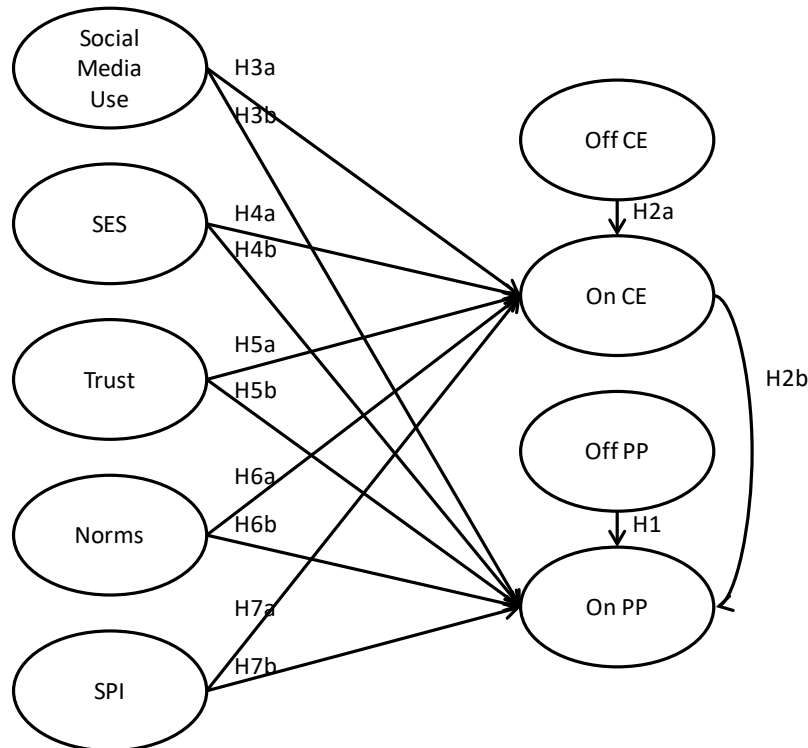 Social
Media
Use
H3a
H3b
Off CE
SES
H4a
H4b
H2a
On CE
Trust
H5a
H5b
H2b
Off PP
Norms
H6a
H6b
H1
On PP
SPI
H7a
H7b